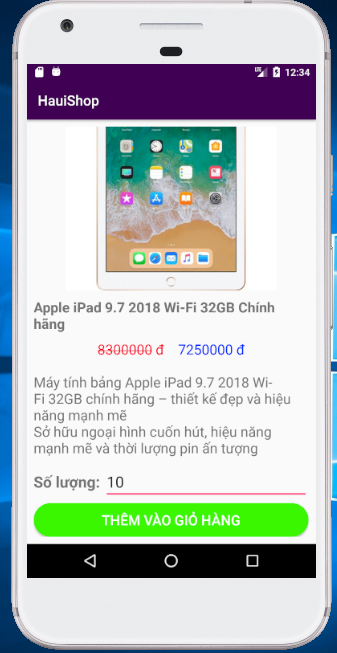 12:34
HauiShop
Apple iPad 9.7 2018 Wi-Fi 32GB Chính
hãng
8300000 đ 7250000 đ
Máy tính bảng Apple iPad 9.7 2018 Wi-
Fi 32GB chính hãng – thiết kế đẹp và hiệu
năng mạnh mẽ
Sở hữu ngoại hình cuốn hút, hiệu năng
mạnh mẽ và thời lượng pin ấn tượng
Số lượng: 10
THÊM VÀO GIỎ HÀNG